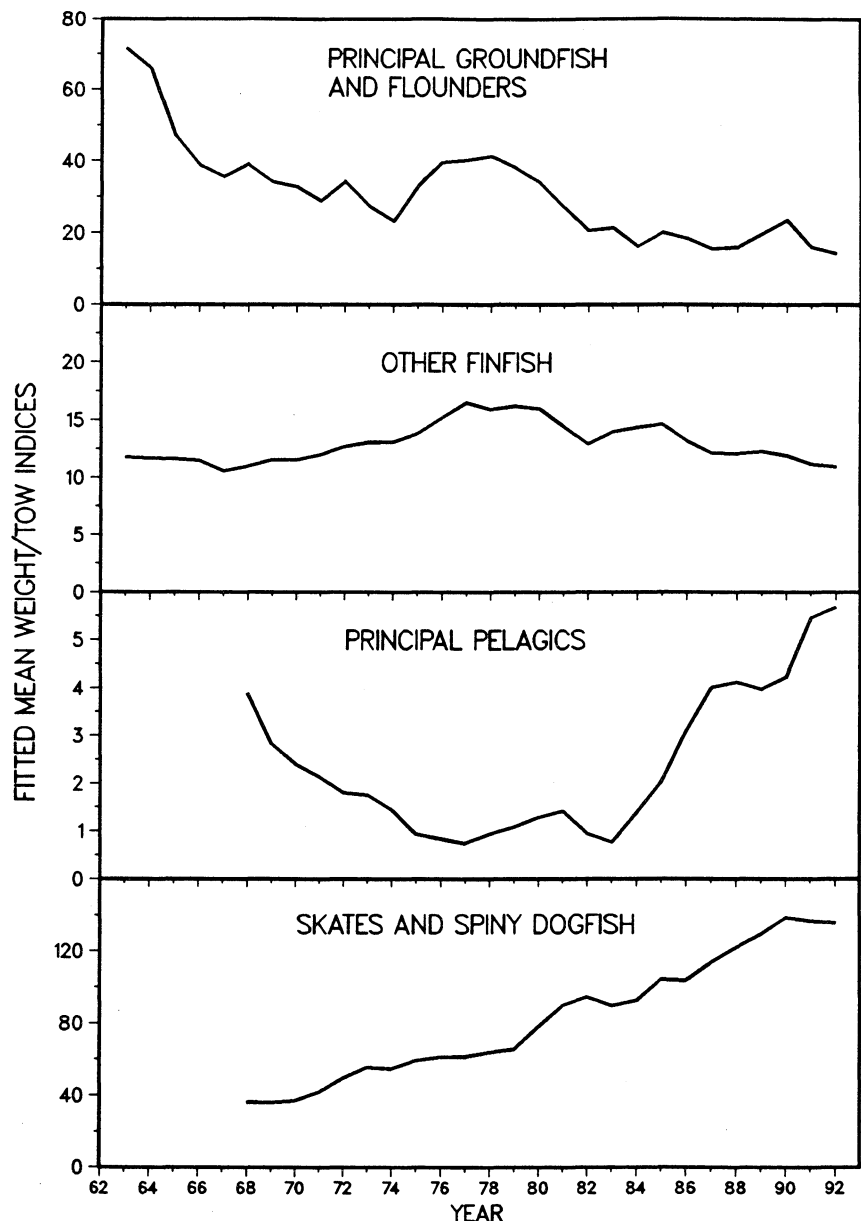 FITTED MEAN WEIGHT/TOW INDICES
80
60
40
20
0
PRINCIPAL GROUNDFISH
AND FLOUNDERS
20
15
10
5
0
OTHER FINFISH
5
4
3
2
1
0
PRINCIPAL PELAGICS
120
80
40
0
SKATES AND SPINY DOGFISH
62 64 66 68 70 72 74 76 78 80 82 84 86 88 90 92
YEAR